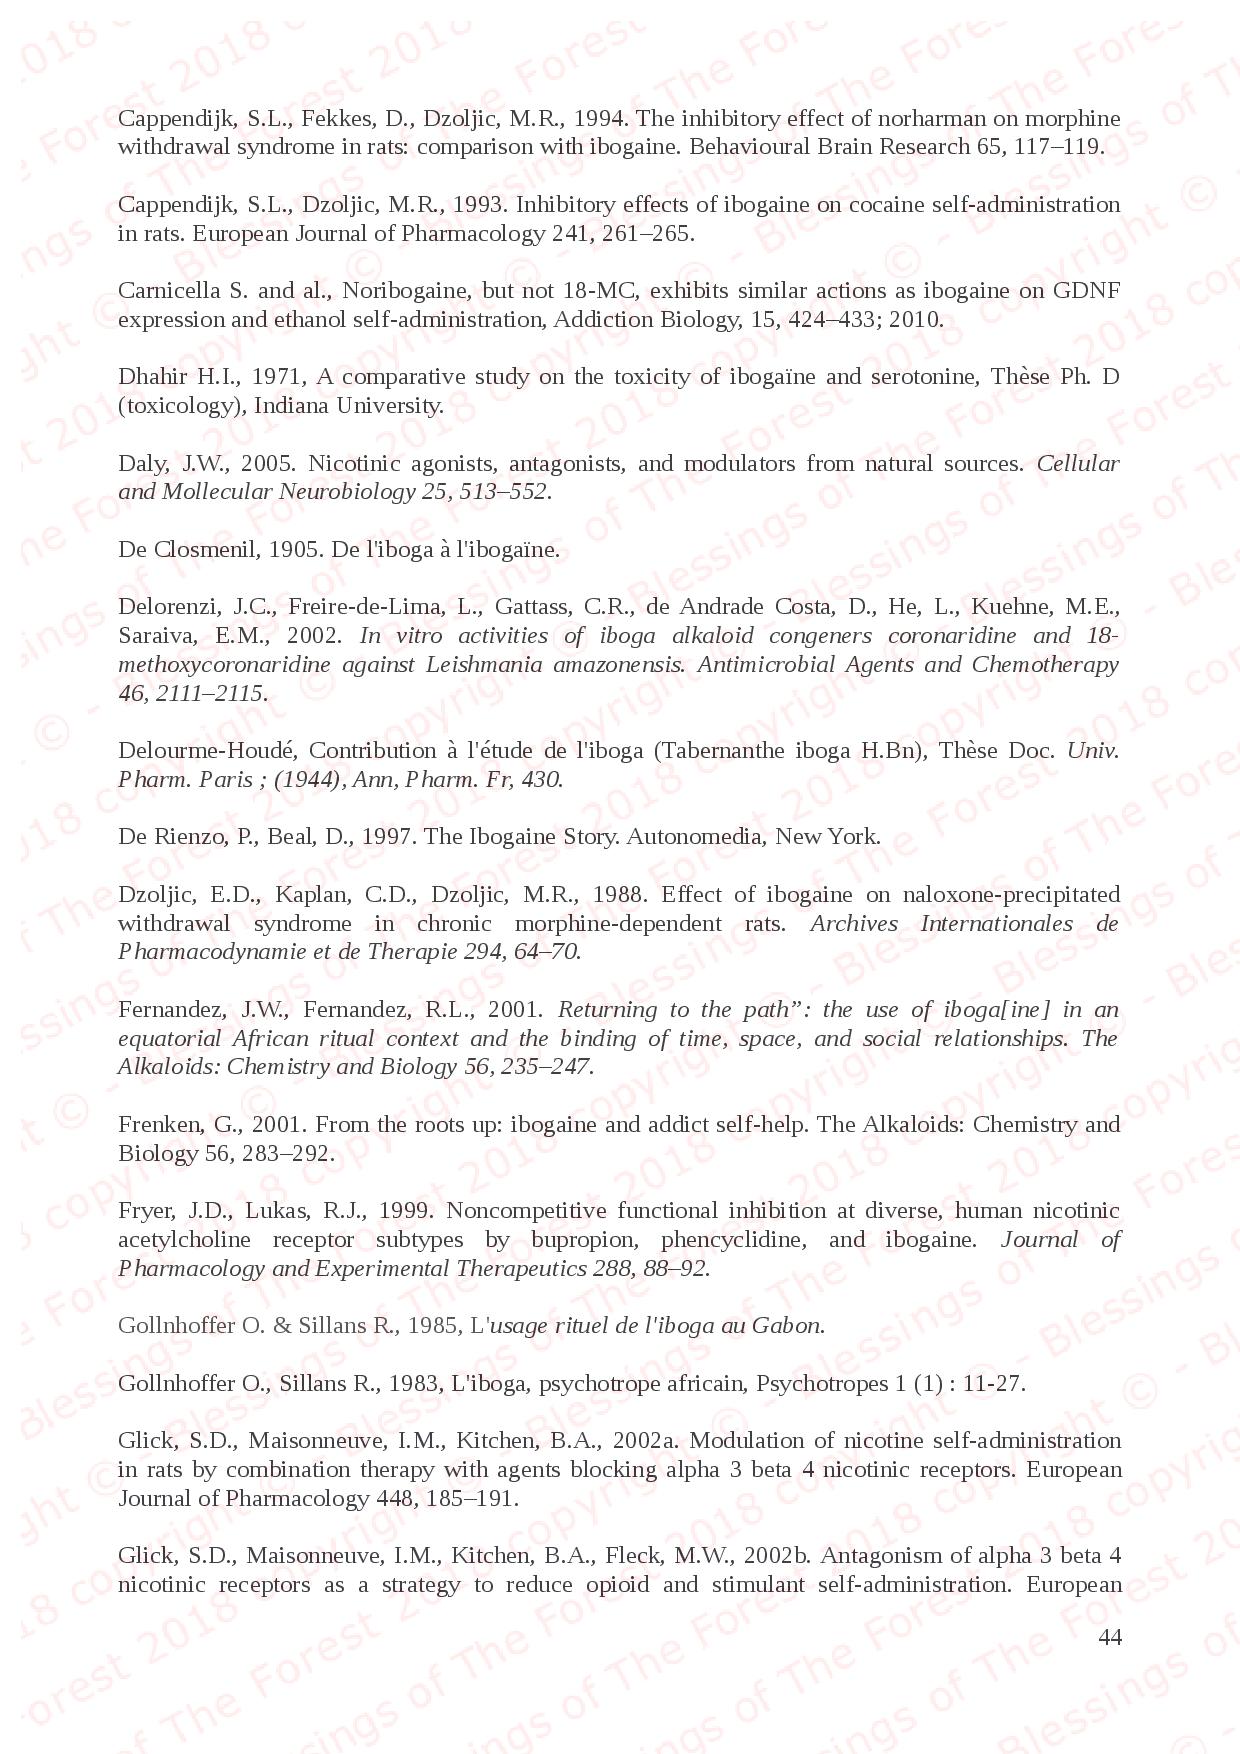 Cappendijk, S.L., Fekkes, D., Dzoljic, M.R., 1994. The inhibitory effect of norharman on morphine
withdrawal syndrome in rats: comparison with ibogaine. Behavioural Brain Research 65, 117–119.
Cappendijk, S.L., Dzoljic, M.R., 1993. Inhibitory effects of ibogaine on cocaine self-administration
in rats. European Journal of Pharmacology 241, 261–265.
Carnicella S. and al., Noribogaine, but not 18-MC, exhibits similar actions as ibogaine on GDNF
expression and ethanol self-administration, Addiction Biology, 15, 424–433; 2010.
Dhahir H.I., 1971, A comparative study on the toxicity of ibogaïne and serotonine, Thèse Ph. D
(toxicology), Indiana University.
Daly, J.W., 2005. Nicotinic agonists, antagonists, and modulators from natural sources. Cellular
and Mollecular Neurobiology 25, 513–552.
De Closmenil, 1905. De l'iboga à l'ibogaïne.
Delorenzi, J.C., Freire-de-Lima, L., Gattass, C.R., de Andrade Costa, D., He, L., Kuehne, M.E.,
Saraiva, E.M., 2002. In vitro activities of iboga alkaloid congeners coronaridine and 18-
methoxycoronaridine against Leishmania amazonensis. Antimicrobial Agents and Chemotherapy
46, 2111–2115.
Delourme-Houdé, Contribution à l'étude de l'iboga (Tabernanthe iboga H.Bn), Thèse Doc. Univ.
Pharm. Paris ; (1944), Ann, Pharm. Fr, 430.
De Rienzo, P., Beal, D., 1997. The Ibogaine Story. Autonomedia, New York.
Dzoljic, E.D., Kaplan, C.D., Dzoljic, M.R., 1988. Effect of ibogaine on naloxone-precipitated
withdrawal syndrome in chronic morphine-dependent rats. Archives Internationales de
Pharmacodynamie et de Therapie 294, 64–70.
Fernandez, J.W., Fernandez, R.L., 2001. Returning to the path”: the use of iboga[ine] in an
equatorial African ritual context and the binding of time, space, and social relationships. The
Alkaloids: Chemistry and Biology 56, 235–247.
Frenken, G., 2001. From the roots up: ibogaine and addict self-help. The Alkaloids: Chemistry and
Biology 56, 283–292.
Fryer, J.D., Lukas, R.J., 1999. Noncompetitive functional inhibition at diverse, human nicotinic
acetylcholine receptor subtypes by bupropion, phencyclidine, and ibogaine. Journal of
Pharmacology and Experimental Therapeutics 288, 88–92.
Gollnhoffer O. & Sillans R., 1985, L'usage rituel de l'iboga au Gabon.
Gollnhoffer O., Sillans R., 1983, L'iboga, psychotrope africain, Psychotropes 1 (1) : 11-27.
Glick, S.D., Maisonneuve, I.M., Kitchen, B.A., 2002a. Modulation of nicotine self-administration
in rats by combination therapy with agents blocking alpha 3 beta 4 nicotinic receptors. European
Journal of Pharmacology 448, 185–191.
Glick, S.D., Maisonneuve, I.M., Kitchen, B.A., Fleck, M.W., 2002b. Antagonism of alpha 3 beta 4
nicotinic receptors as a strategy to reduce opioid and stimulant self-administration. European
44